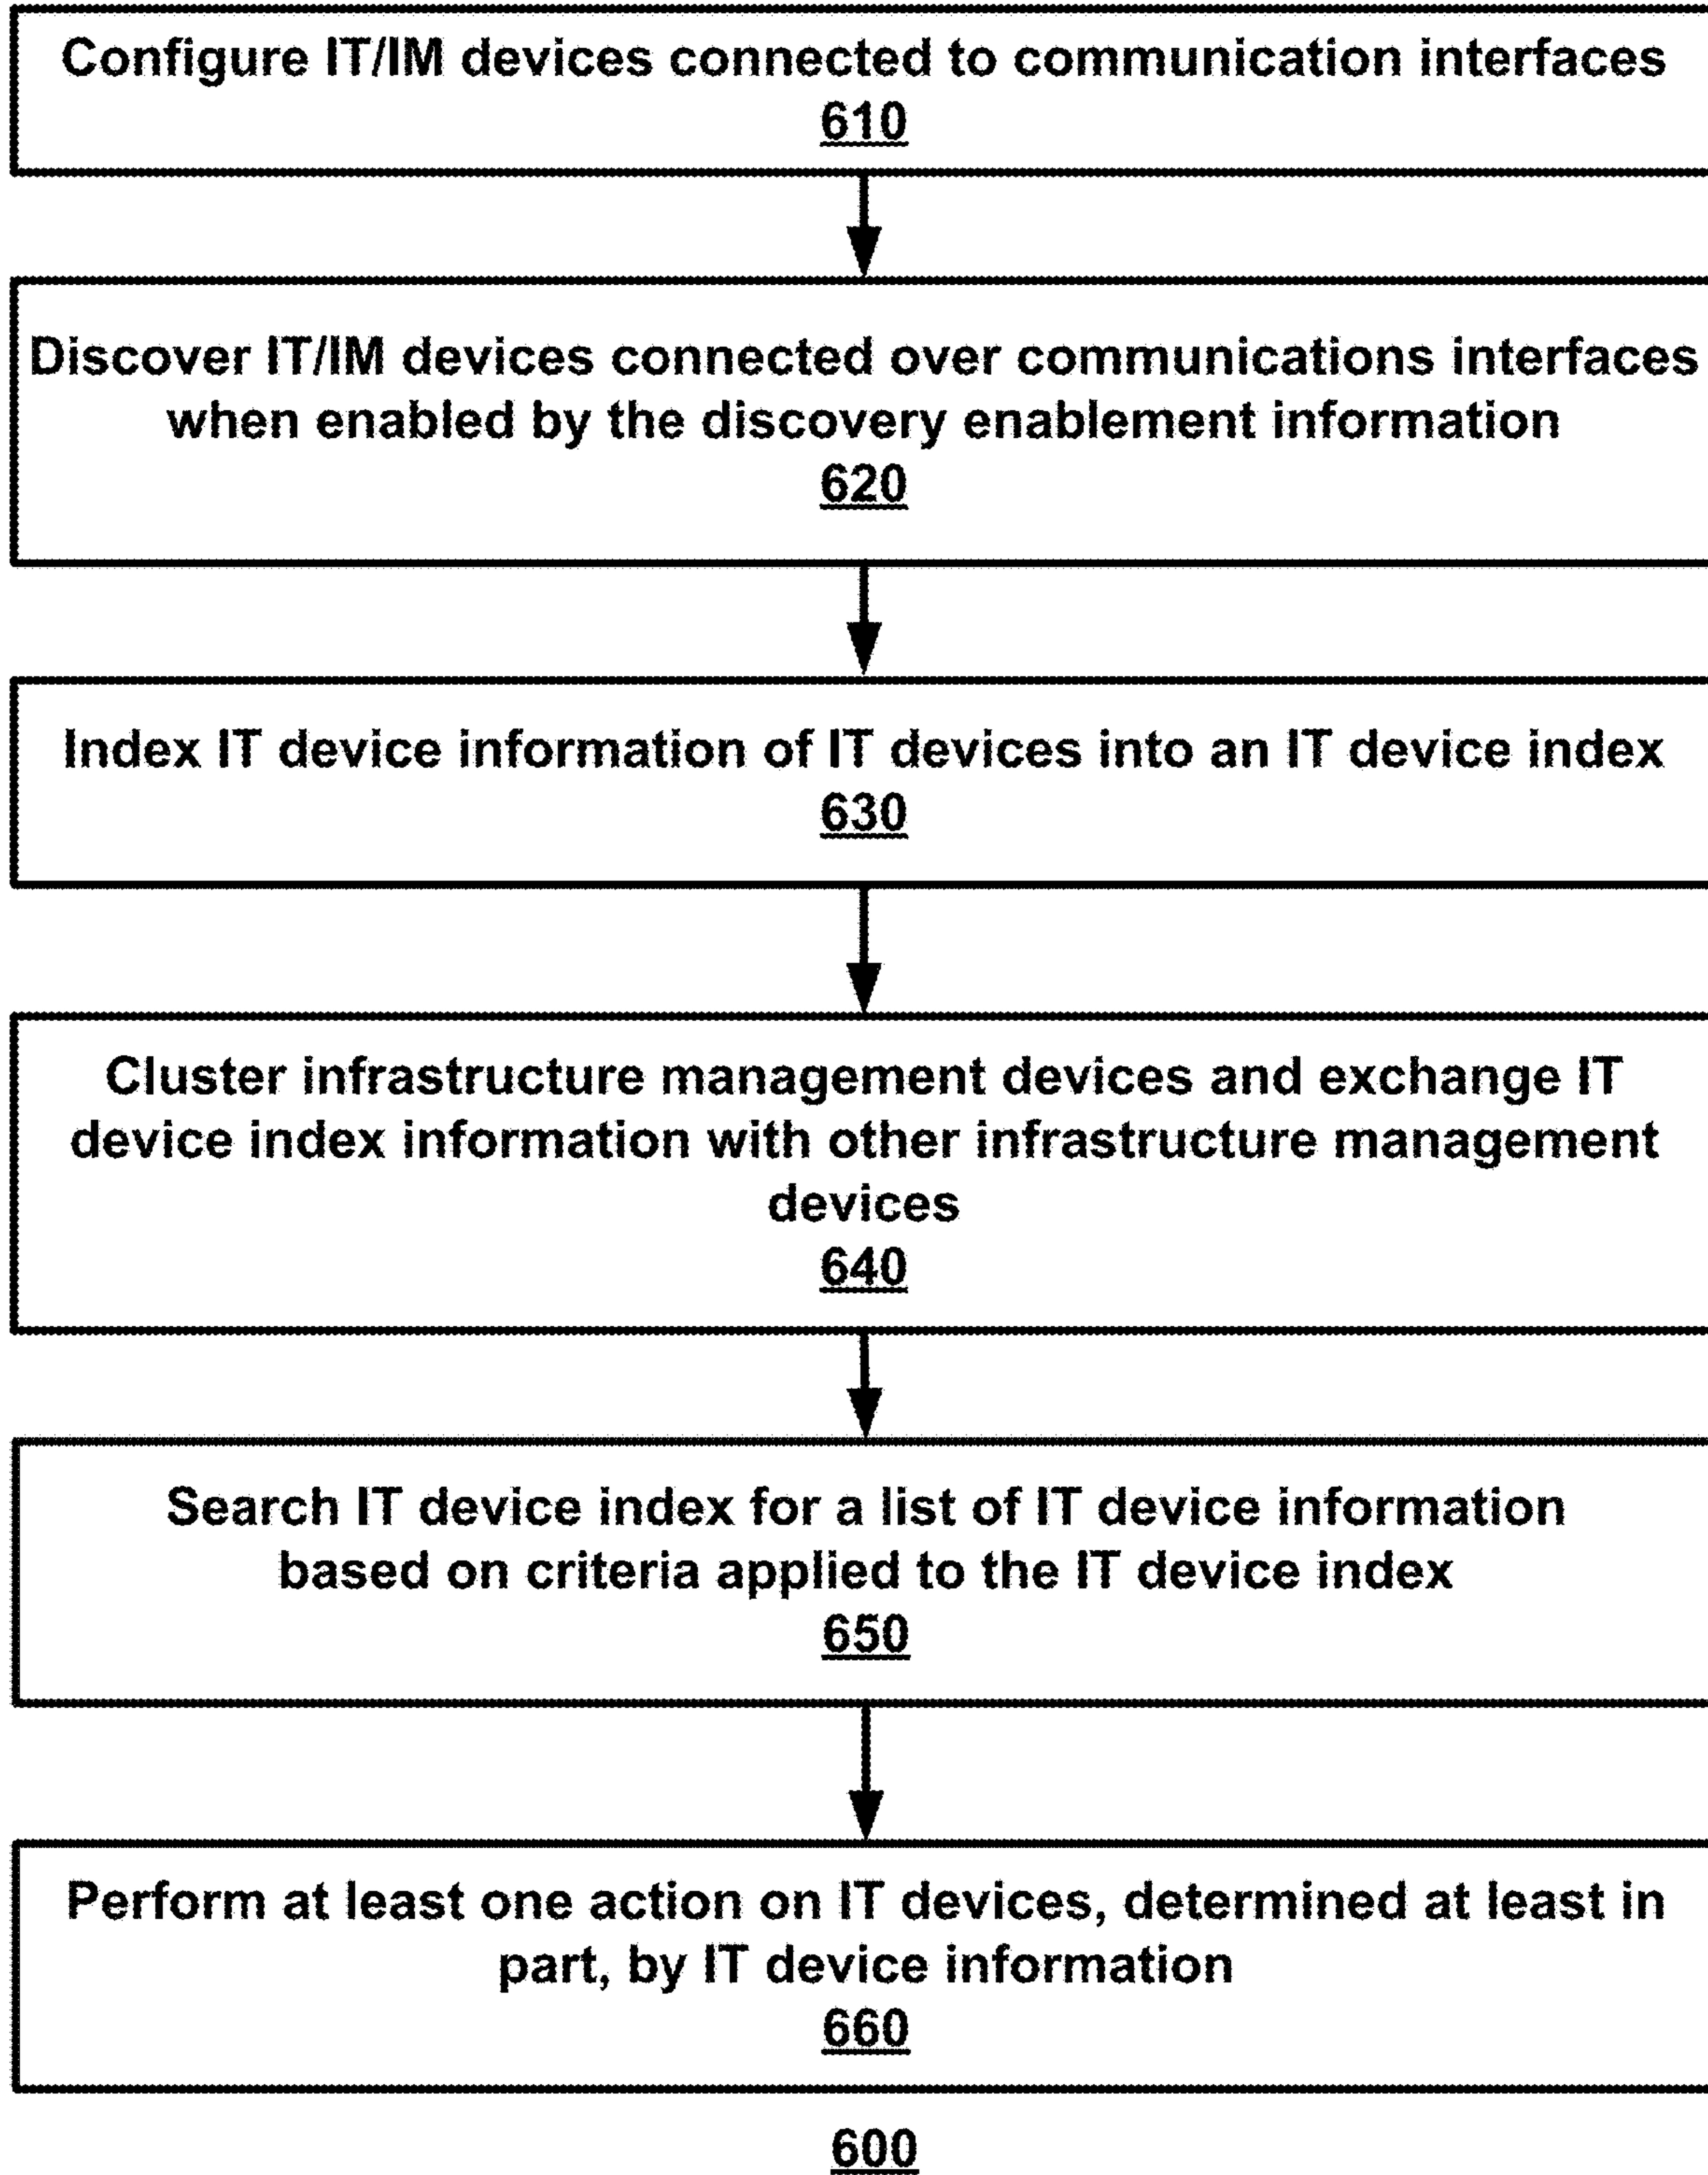 Configure IT/IM devices connected to communication interfaces
610
Discover IT/IM devices connected over communications interfaces
when enabled by the discovery enablement information
620
Index IT device information of IT devices into an IT device index
630
Cluster infrastructure management devices and exchange IT
device index information with other infrastructure management
devices
640
Search IT device index for a list of IT device information
based on criteria applied to the IT device index
650
Perform at least one action on IT devices, determined at least in
part, by IT device information
660
600